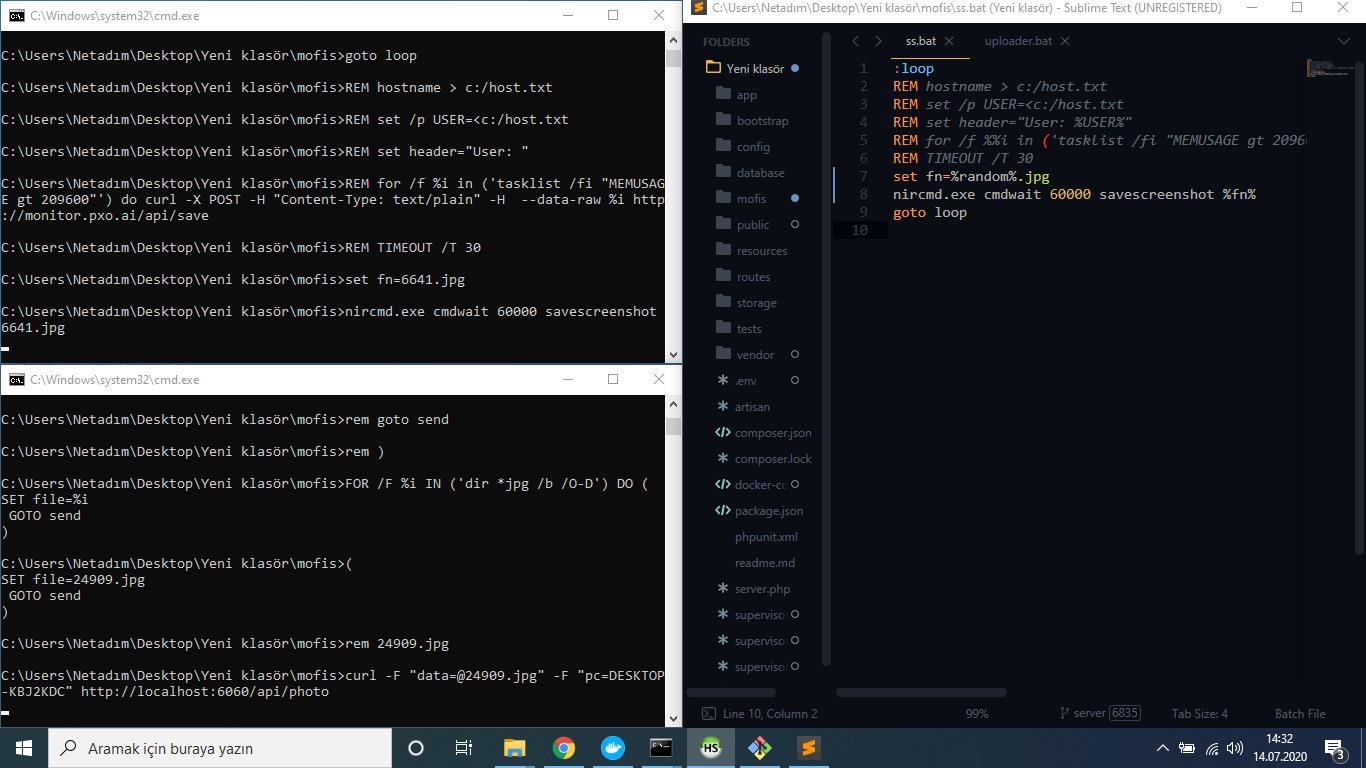 C:\Windows\system32\cmd.exe
C:\Users\Netadım\Desktop\Yeni klasör\mofis>goto loop
C:\Users\Netadım\Desktop\Yeni klasör\mofis>REM hostname > c:/host.txt
C:\Users\Netadım\Desktop\Yeni klasör\mofis>REM set /p USER=<c:/host.txt
C:\Users\Netadım\Desktop\Yeni klasör\mofis>REM set header="User: "
C:\Users\Netadım\Desktop\Yeni klasör\mofis>REM for /f %i in ('tasklist /fi "MEMUSAG
E gt 209600"') do curl -X POST -H "Content-Type: text/plain" -H  --data-raw %i http
://monitor.pxo.ai/api/save
C:\Users\Netadım\Desktop\Yeni klasör\mofis>REM TIMEOUT /T 30
C:\Users\Netadım\Desktop\Yeni klasör\mofis>set fn=6641.jpg
C:\Users\Netadım\Desktop\Yeni klasör\mofis>nircmd.exe cmdwait 60000 savescreenshot
6641.jpg
C:\Windows\system32\cmd.exe
C:\Users\Netadım\Desktop\Yeni klasör\mofis>rem goto send
C:\Users\Netadım\Desktop\Yeni klasör\mofis>rem )
C:\Users\Netadım\Desktop\Yeni klasör\mofis>FOR /F %i IN ('dir *jpg /b /O-D') DO (
SET file=%i
 GOTO send
)
C:\Users\Netadım\Desktop\Yeni klasör\mofis>(
SET file=24909.jpg
 GOTO send
)
C:\Users\Netadım\Desktop\Yeni klasör\mofis>rem 24909.jpg
C:\Users\Netadım\Desktop\Yeni klasör\mofis>curl -F "data=@24909.jpg" -F "pc=DESKTOP
-KBJ2KDC" http://localhost:6060/api/photo
C:\Users\Netadım\Desktop\Yeni klasör\mofis\ss.bat (Yeni klasör) - Sublime Text (UNREGISTERED)
FOLDERS
Yeni klasör
app
bootstrap
config
database
mofis
public
resources
routes
storage
tests
vendor
.env
artisan
composer.json
composer.lock
docker-co
package.json
phpunit.xml
readme.md
server.php
superviso
superviso
superviso
ss.bat
uploader.bat
1 :loop
2 REM hostname > c:/host.txt
3 REM set /p USER=<c:/host.txt
4 REM set header="User: %USER%"
5 REM for /f %%i in ('tasklist /fi "MEMUSAGE gt 2096
6 REM TIMEOUT /T 30
7 set fn=%random%.jpg
8 nircmd.exe cmdwait 60000 savescreenshot %fn%
9 goto loop
10
Line 10, Column 2
99%
server 6835
Tab Size: 4
Batch File
Aramak için buraya yazın
HS
14:32
14.07.2020
3